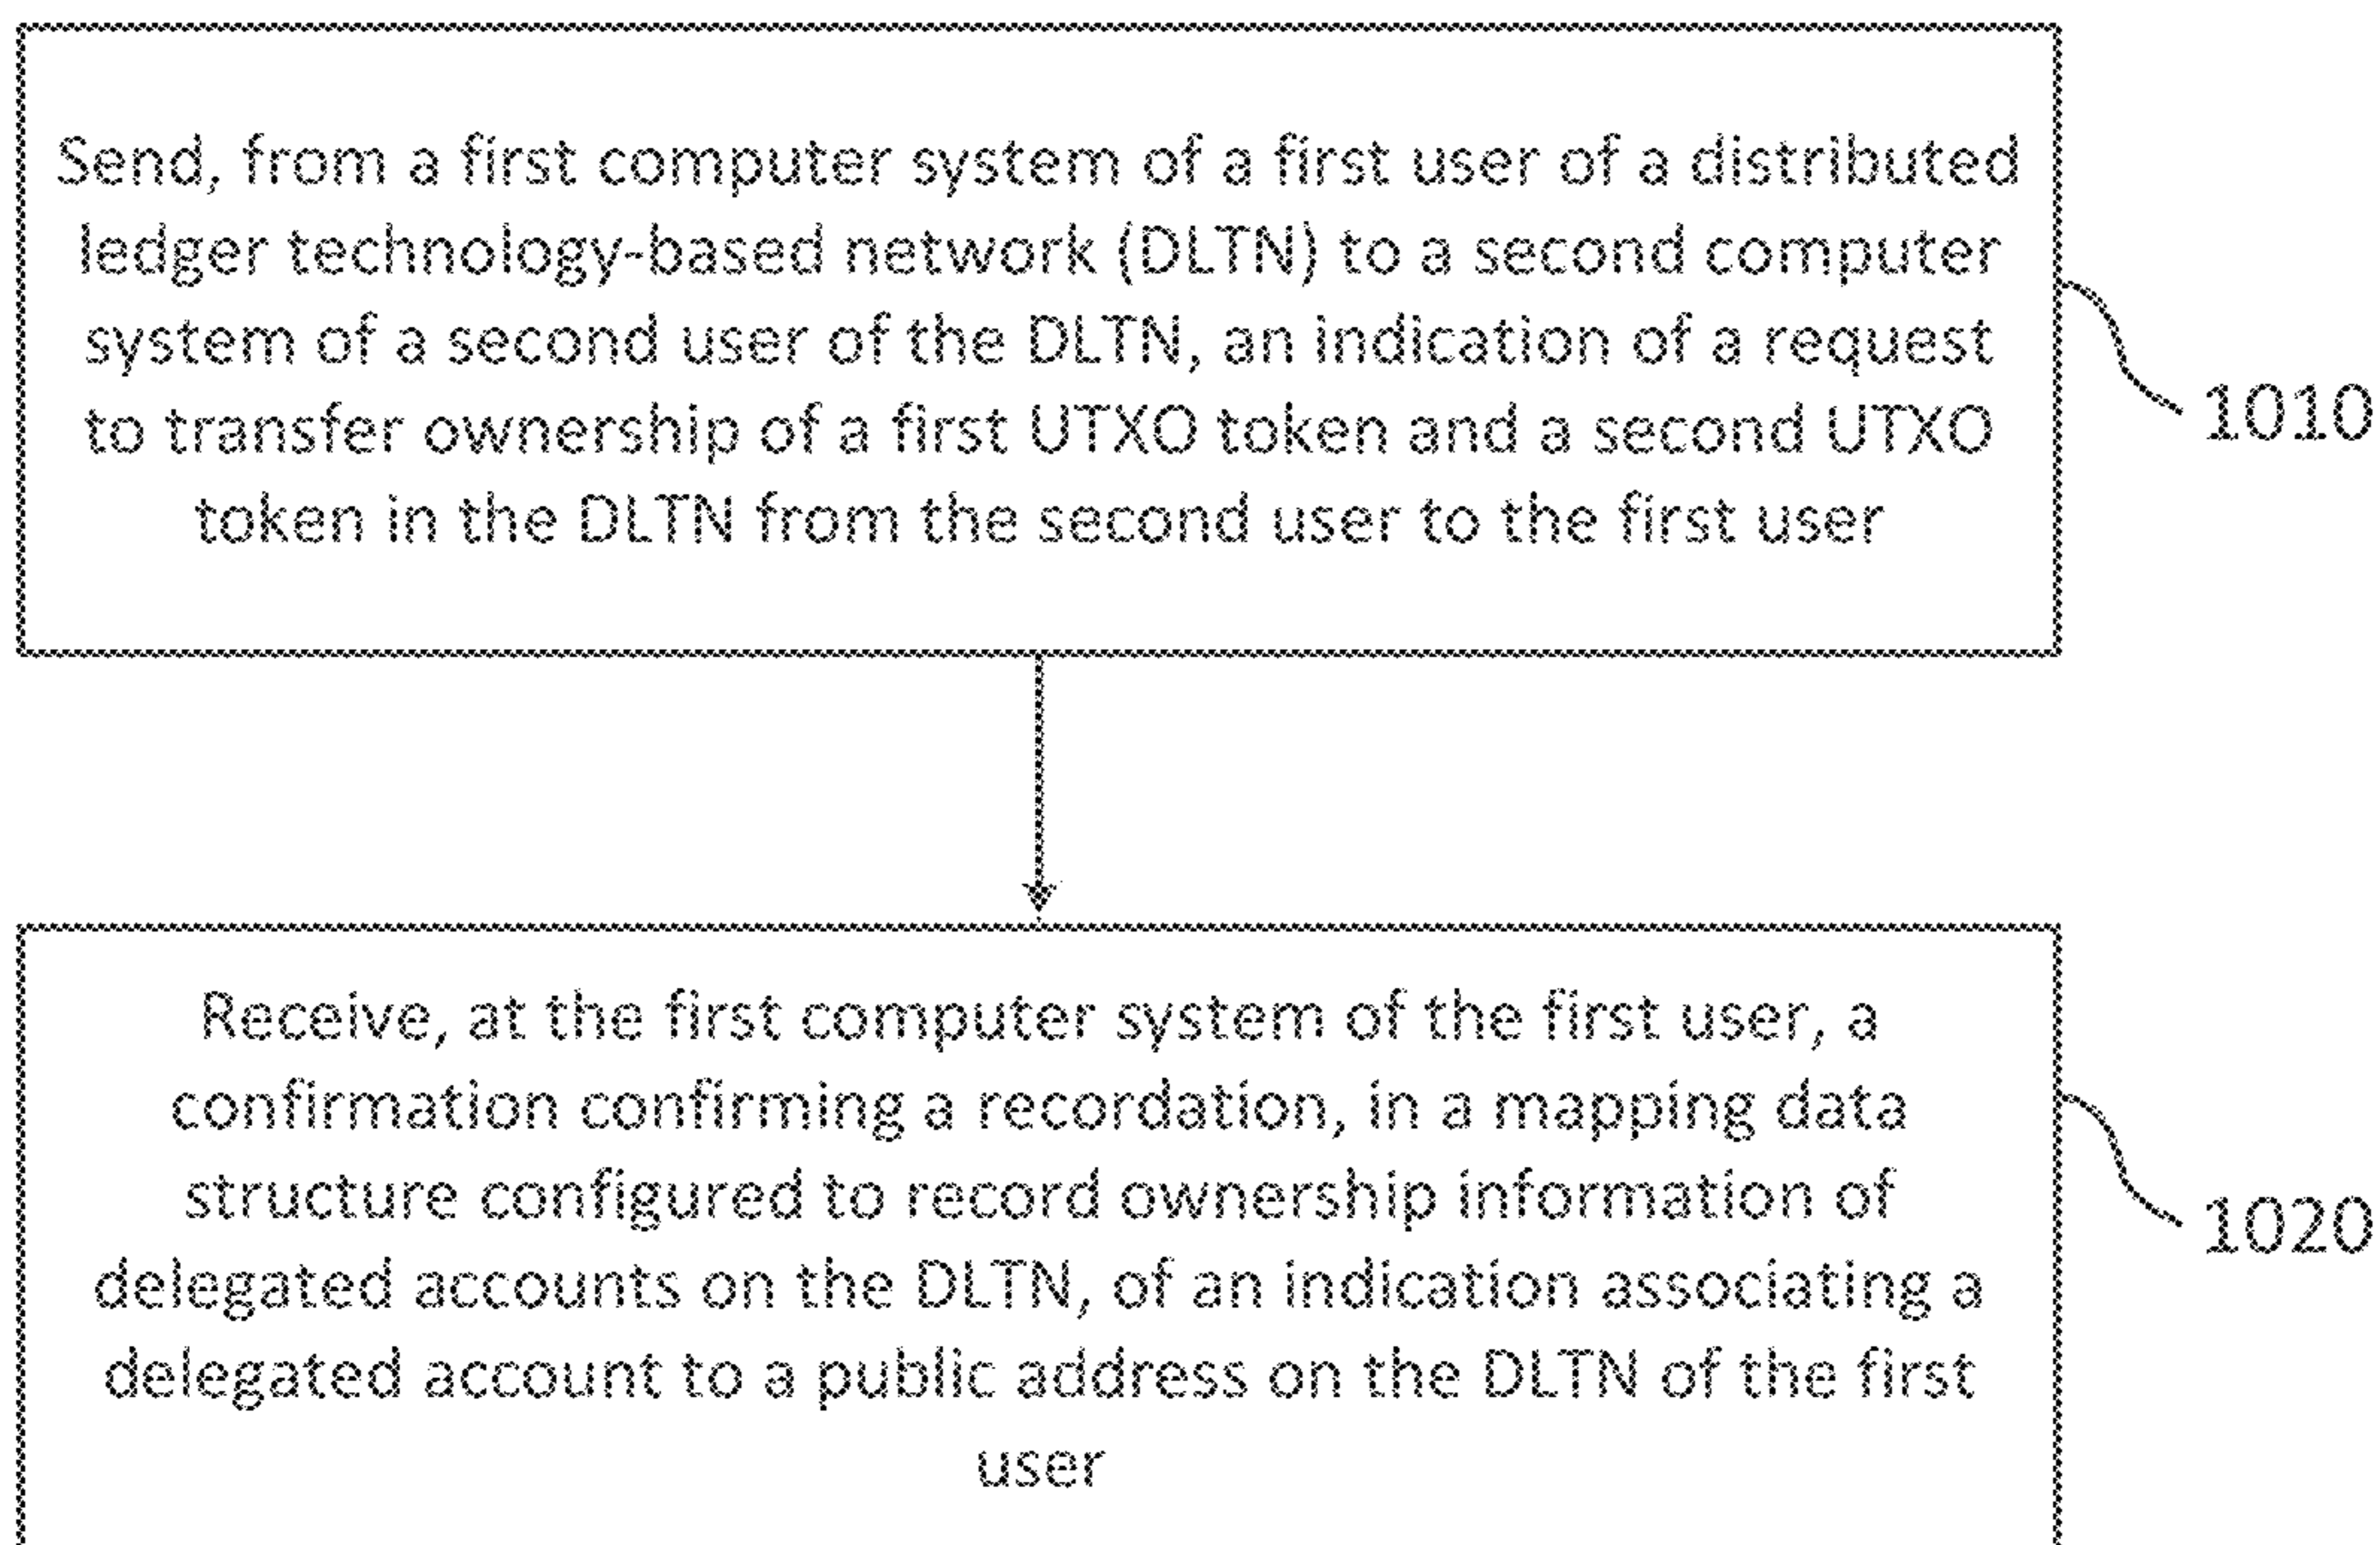 Send, from a first computer system of a first user of a distributed
ledger technology-based network (DLTN) to a second computer
system of a second user of the DLTN, an indication of a request
to transfer ownership of a first UTXO token and a second UTXO
token in the DLTN from the second user to the first user
1010
Receive, at the first computer system of the first user, a
confirmation confirming a recordation, in a mapping data
structure configured to record ownership information of
delegated accounts on the DLTN, of an indication associating a
delegated account to a public address on the DLTN of the first
user
1020